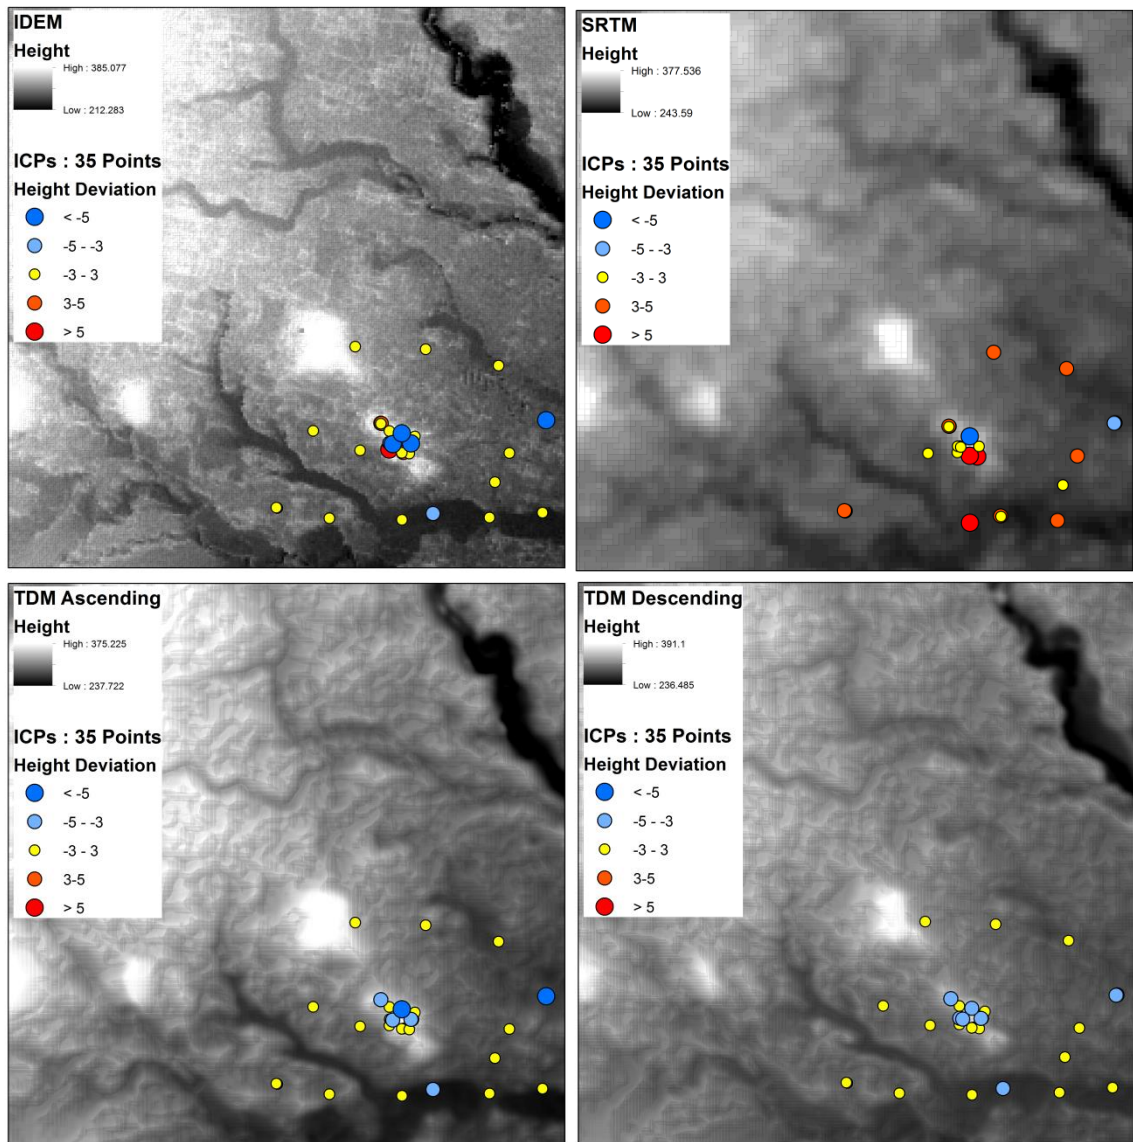 IDEM
Height
High : 385.077
Low : 212.283
ICPs : 35 Points
Height Deviation
< -5
-5 - -3
-3 - 3
3-5
> 5
SRTM
Height
High : 377.536
Low : 243.59
ICPs : 35 Points
Height Deviation
< -5
-5 - -3
-3 - 3
3-5
> 5
TDM Ascending
Height
High : 375.225
Low : 237.722
ICPs : 35 Points
Height Deviation
< -5
-5 - -3
-3 - 3
3-5
> 5
TDM Descending
Height
High : 391.1
Low : 236.485
ICPs : 35 Points
Height Deviation
< -5
-5 - -3
-3 - 3
3-5
> 5